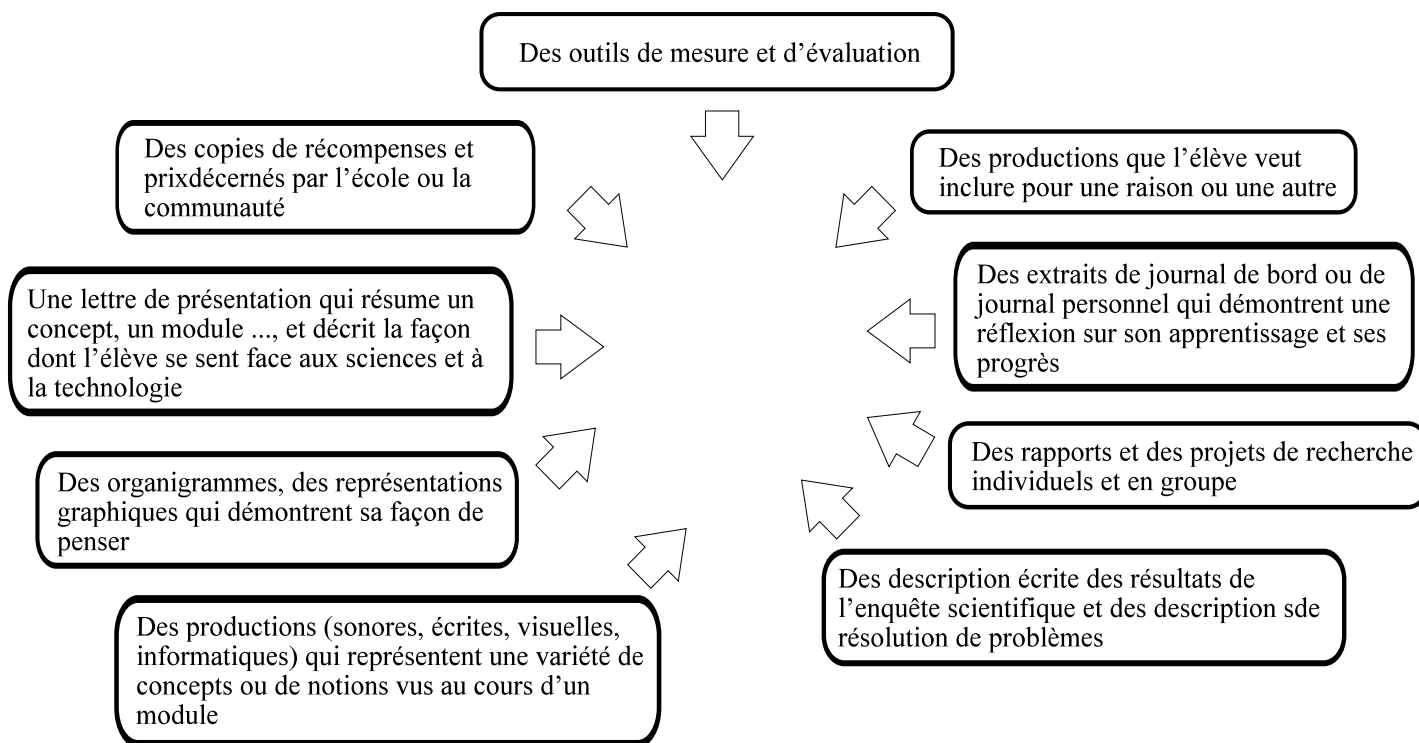 Des outils de mesure et d’évaluation
Des copies de récompenses et
prixdécernés par l’école ou la
communauté
Des productions que l’élève veut
inclure pour une raison ou une autre
Une lettre de présentation qui résume un
concept, un module ..., et décrit la façon
dont l’élève se sent face aux sciences et à
la technologie
Des extraits de journal de bord ou de
journal personnel qui démontrent une
réflexion sur son apprentissage et ses
progrès
Des organigrammes, des représentations
graphiques qui démontrent sa façon de
penser
Des rapports et des projets de recherche
individuels et en groupe
Des productions (sonores, écrites, visuelles,
informatiques) qui représentent une variété de
concepts ou de notions vus au cours d’un
module
Des description écrite des résultats de
l’enquête scientifique et des description sde
résolution de problèmes